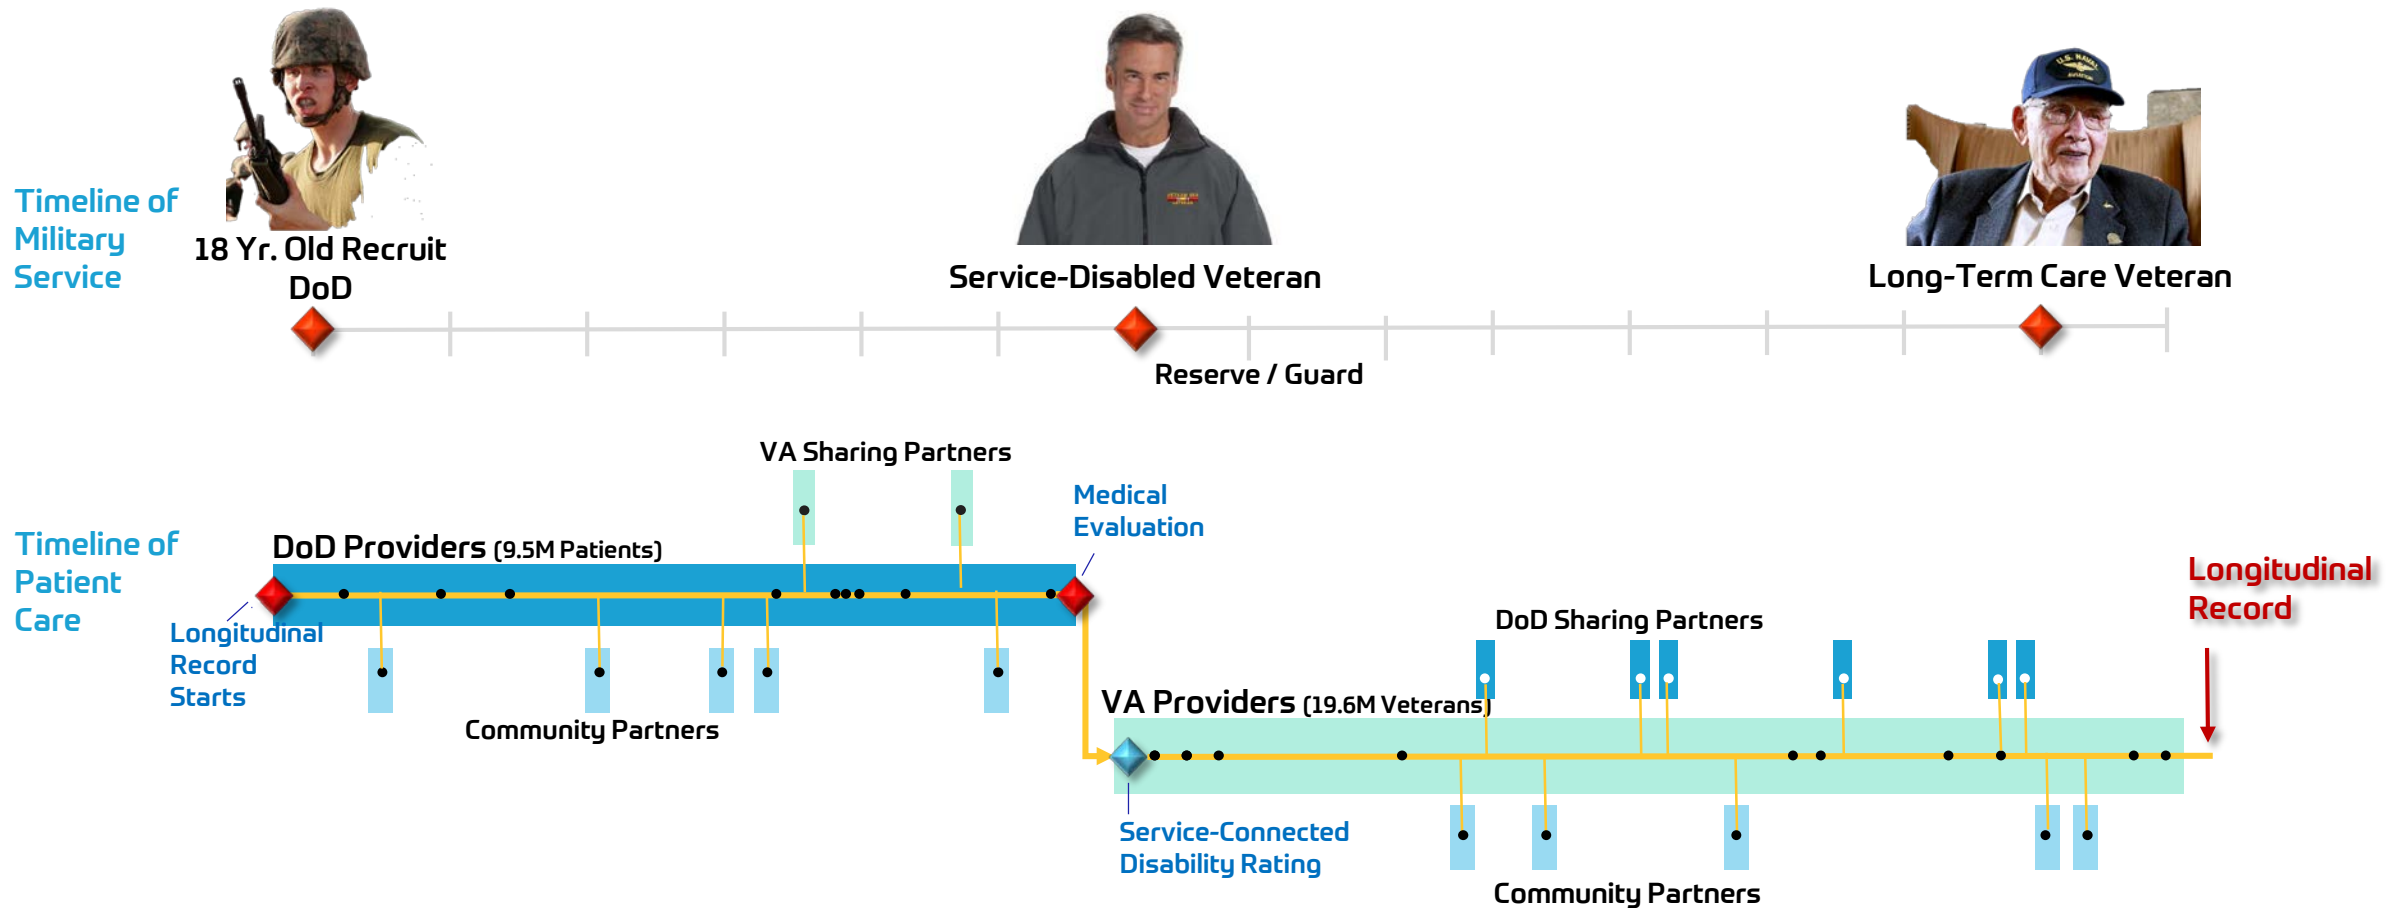 Timeline of
Military
Service
18 Yr. Old Recruit
DoD
Service-Disabled Veteran
U.S. NAVAL
AVIATOR
Long-Term Care Veteran
Reserve / Guard
Timeline of
Patient
Care
VA Sharing Partners
Medical
Evaluation
DoD Providers (9.5M Patients)
Longitudinal
Record
Starts
Community Partners
DoD Sharing Partners
Longitudinal
Record
VA Providers (19.6M Veterans)
Service-Connected
Disability Rating
Community Partners